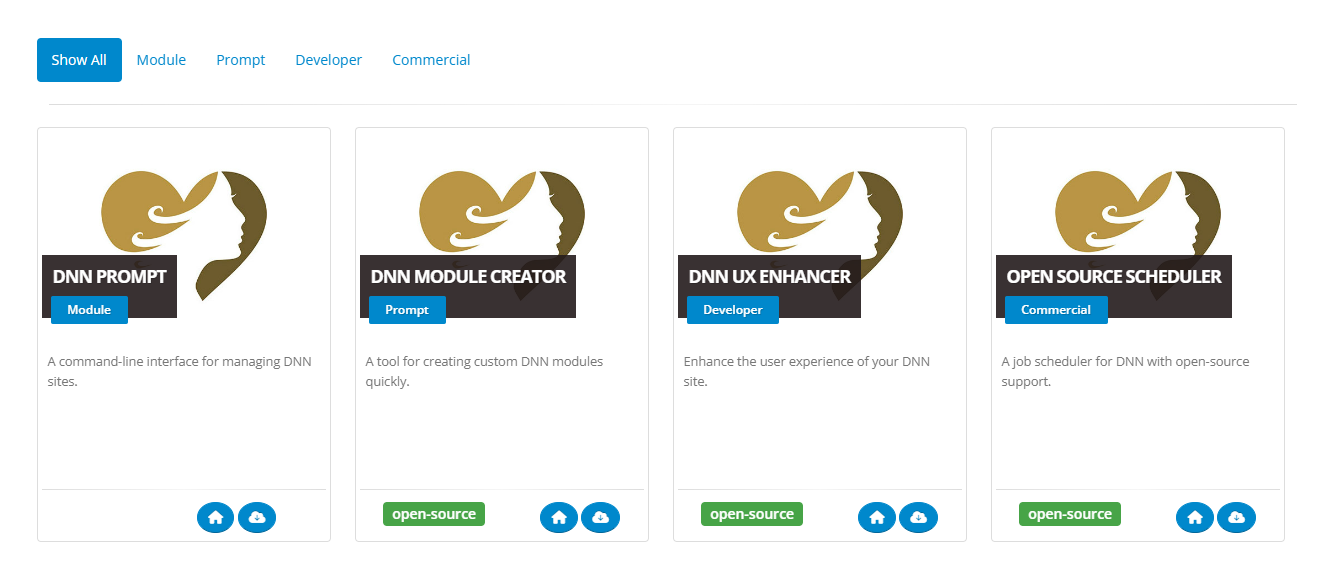 Show All
Module
Prompt
Developer
Commercial
DNN PROMPT
Module
A command-line interface for managing DNN
sites.
DNN MODULE CREATOR
Prompt
A tool for creating custom DNN modules
quickly.
open-source
DNN UX ENHANCER
Developer
Enhance the user experience of your DNN
site.
open-source
OPEN SOURCE SCHEDULER
Commercial
A job scheduler for DNN with open-source
support.
open-source